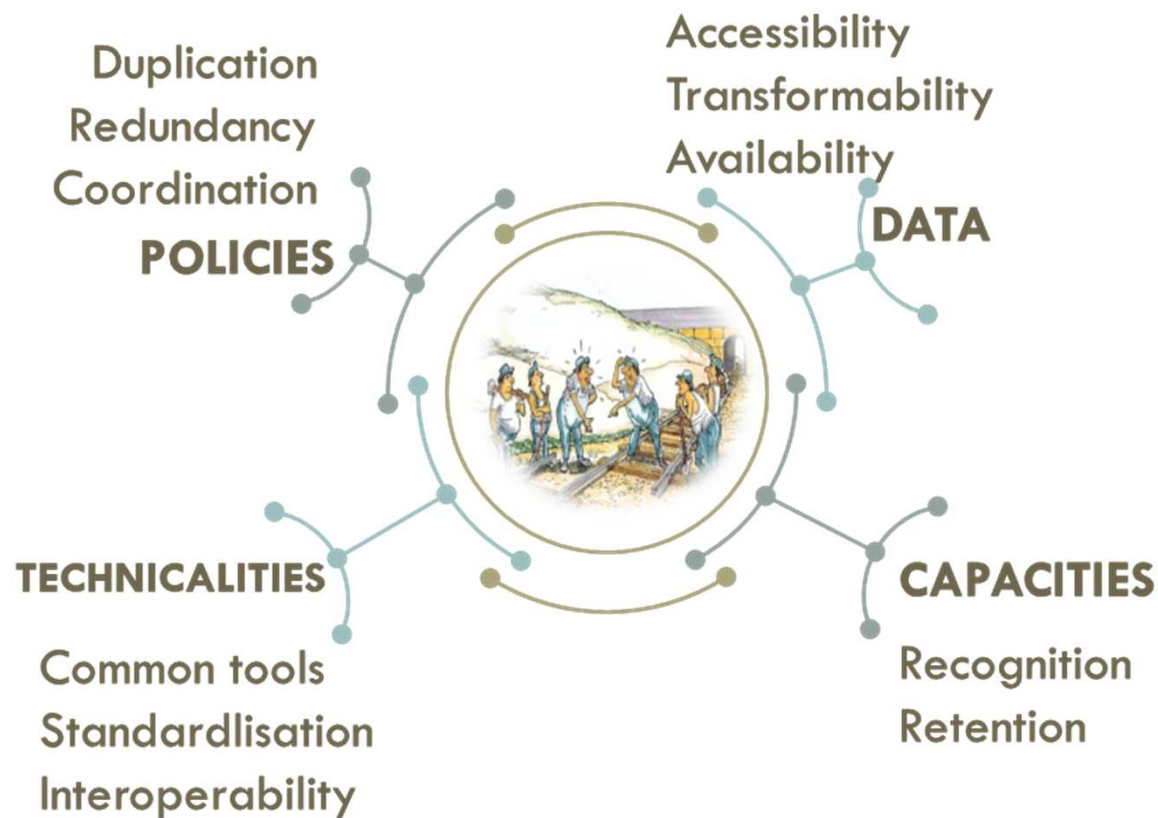 Duplication
Redundancy
Coordination
POLICIES
Accessibility
Transformability
Availability
DATA
TECHNICALITIES
Common tools
Standardlisation
Interoperability
CAPACITIES
Recognition
Retention